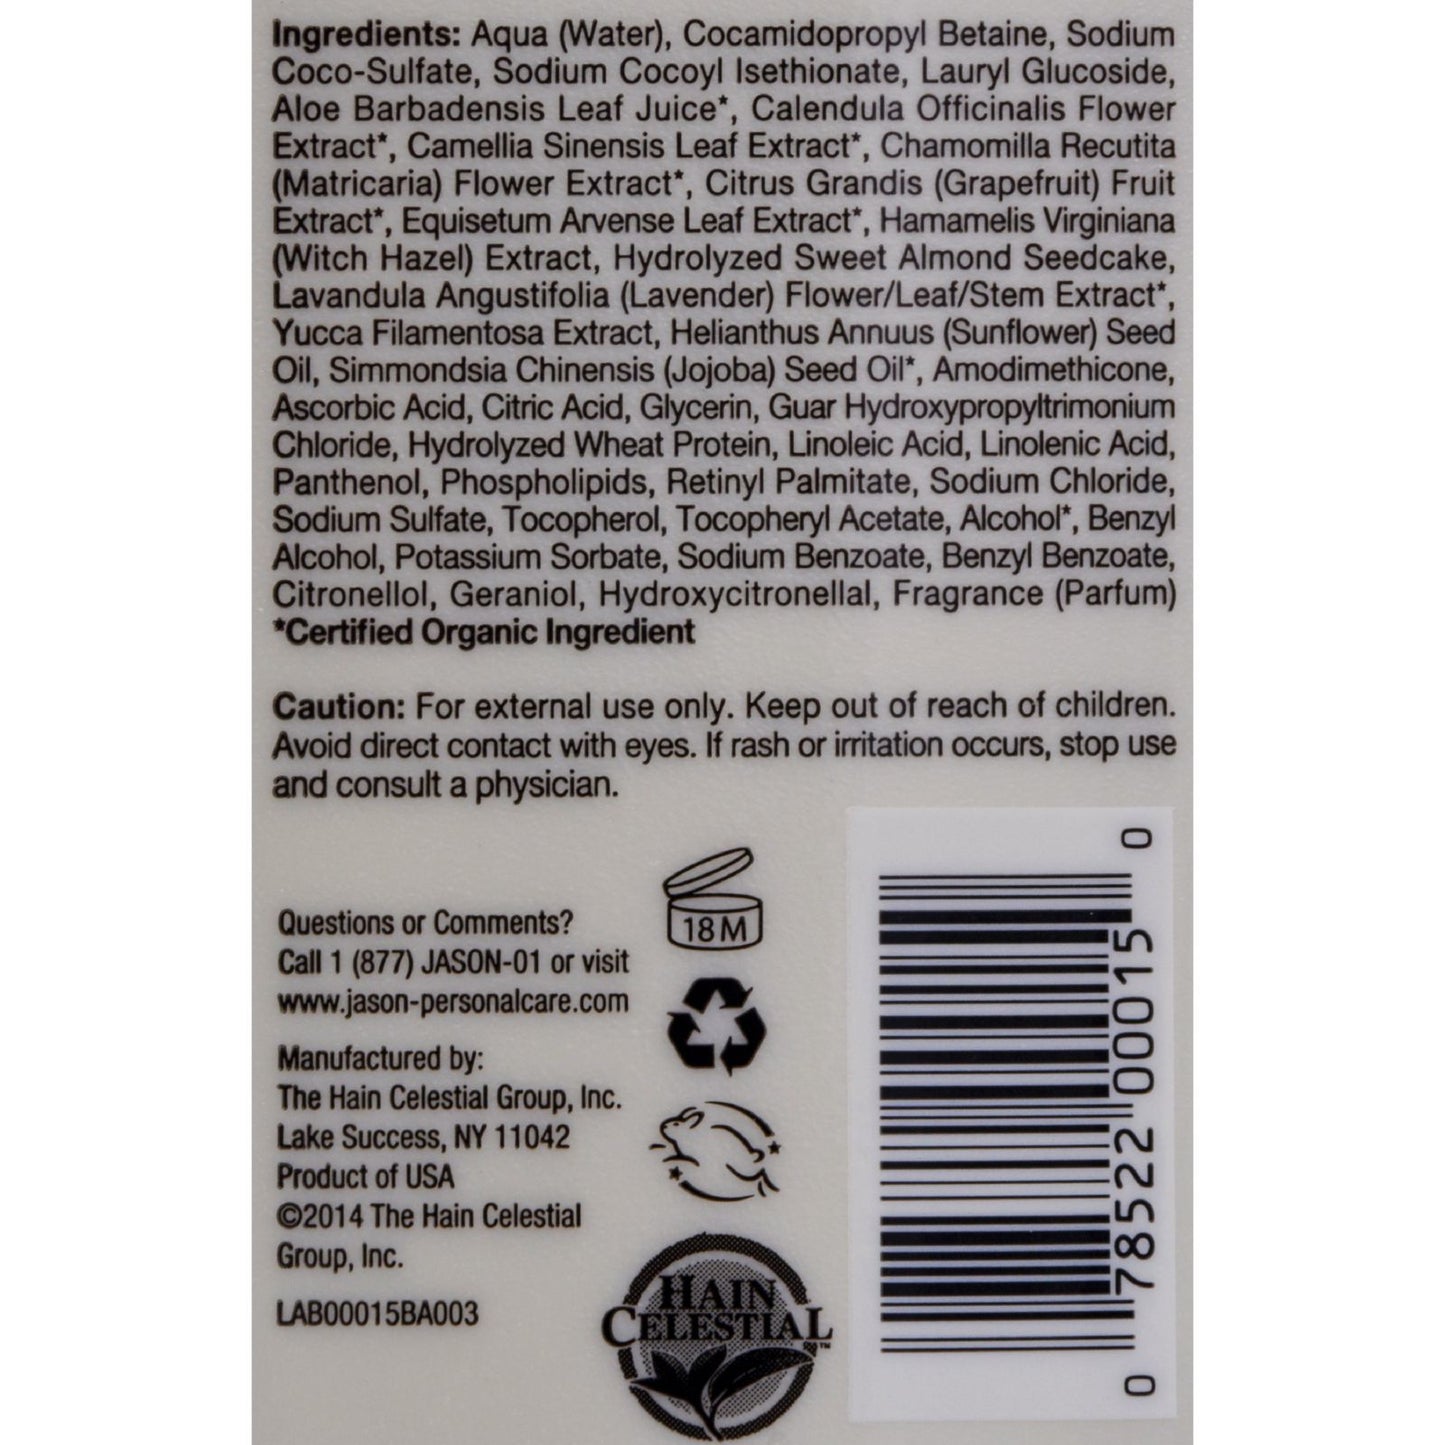 Ingredients: Aqua (Water), Cocamidopropyl Betaine, Sodium
Coco-Sulfate, Sodium Cocoyl Isethionate, Lauryl Glucoside,
Aloe Barbadensis Leaf Juice*, Calendula Officinalis Flower
Extract*, Camellia Sinensis Leaf Extract*, Chamomilla Recutita
(Matricaria) Flower Extract*, Citrus Grandis (Grapefruit) Fruit
Extract*, Equisetum Arvense Leaf Extract*, Hamamelis Virginiana
(Witch Hazel) Extract, Hydrolyzed Sweet Almond Seedcake,
Lavandula Angustifolia (Lavender) Flower/Leaf/Stem Extract*,
Yucca Filamentosa Extract, Helianthus Annuus (Sunflower) Seed
Oil, Simmondsia Chinensis (Jojoba) Seed Oil*, Amodimethicone,
Ascorbic Acid, Citric Acid, Glycerin, Guar Hydroxypropyltrimonium
Chloride, Hydrolyzed Wheat Protein, Linoleic Acid, Linolenic Acid,
Panthenol, Phospholipids, Retinyl Palmitate, Sodium Chloride,
Sodium Sulfate, Tocopherol, Tocopheryl Acetate, Alcohol*, Benzyl
Alcohol, Potassium Sorbate, Sodium Benzoate, Benzyl Benzoate,
Citronellol, Geraniol, Hydroxycitronellal, Fragrance (Parfum)
*Certified Organic Ingredient
Caution: For external use only. Keep out of reach of children.
Avoid direct contact with eyes. If rash or irritation occurs, stop use
and consult a physician.
Questions or Comments?
Call 1 (877) JASON-01 or visit
www.jason-personalcare.com
Manufactured by:
The Hain Celestial Group, Inc.
Lake Success, NY 11042
Product of USA
©2014 The Hain Celestial
Group, Inc.
LAB00015BA003
18M
HAIN
CELESTIAL™
0 78522 00015 0